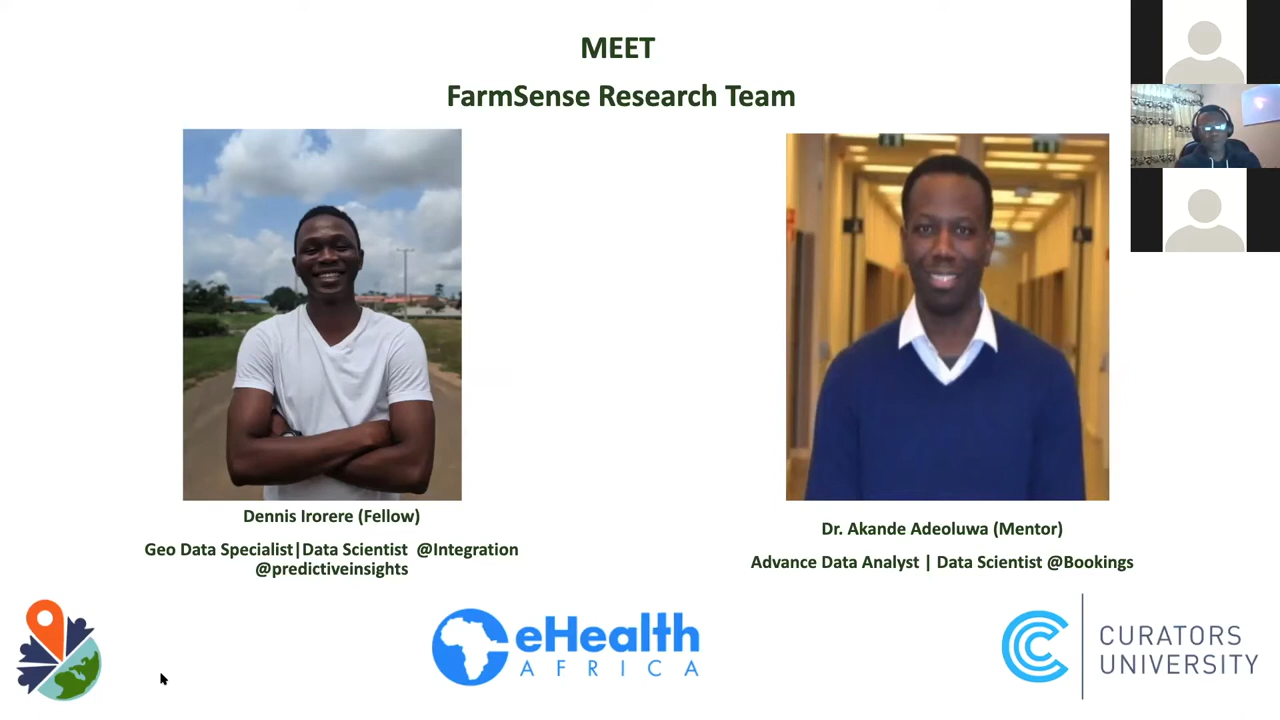 MEET
FarmSense Research Team
Dennis Irorere (Fellow)
Geo Data Specialist|Data Scientist @Integration
@predictiveinsights
Dr. Akande Adeoluwa (Mentor)
Advance Data Analyst | Data Scientist @Bookings
eHealth
AFRICA
CURATORS
UNIVERSITY